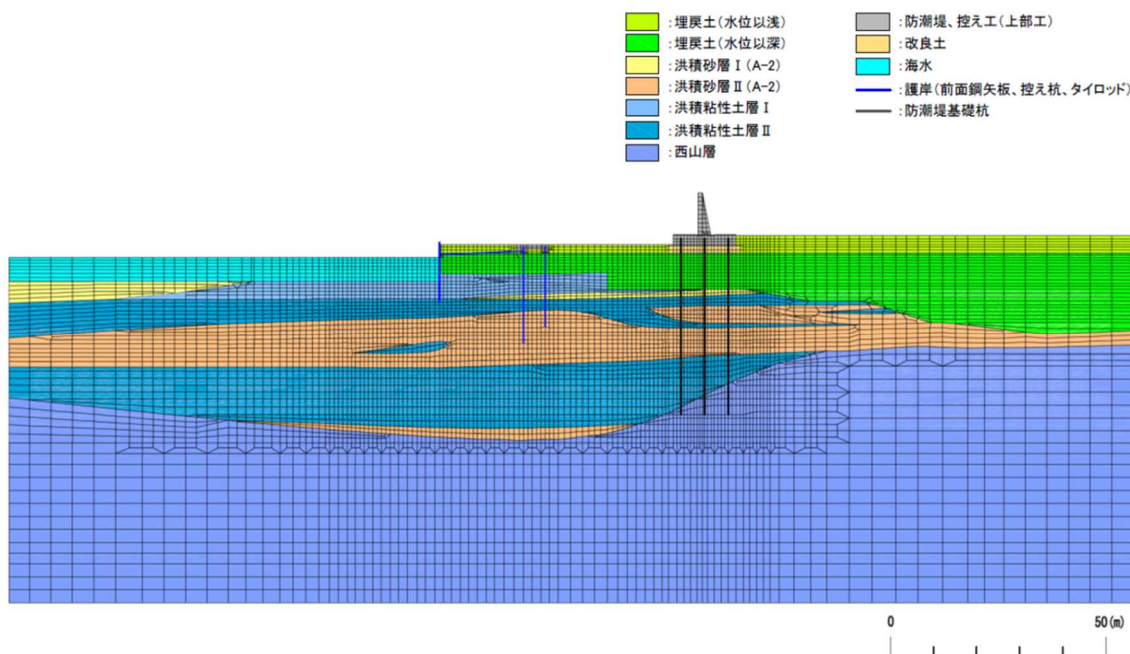 :埋戻土(水位以浅)
:埋戻土(水位以深)
:洪積砂層Ⅰ(A-2)
:洪積砂層Ⅱ(A-2)
:洪積粘性土層Ⅰ
:洪積粘性土層Ⅱ
:西山層
:防潮堤、控え工(上部工)
:改良土
:海水
:護岸(前面鋼矢板、控え杭、タイロッド)
:防潮堤基礎杭
0 50(m)